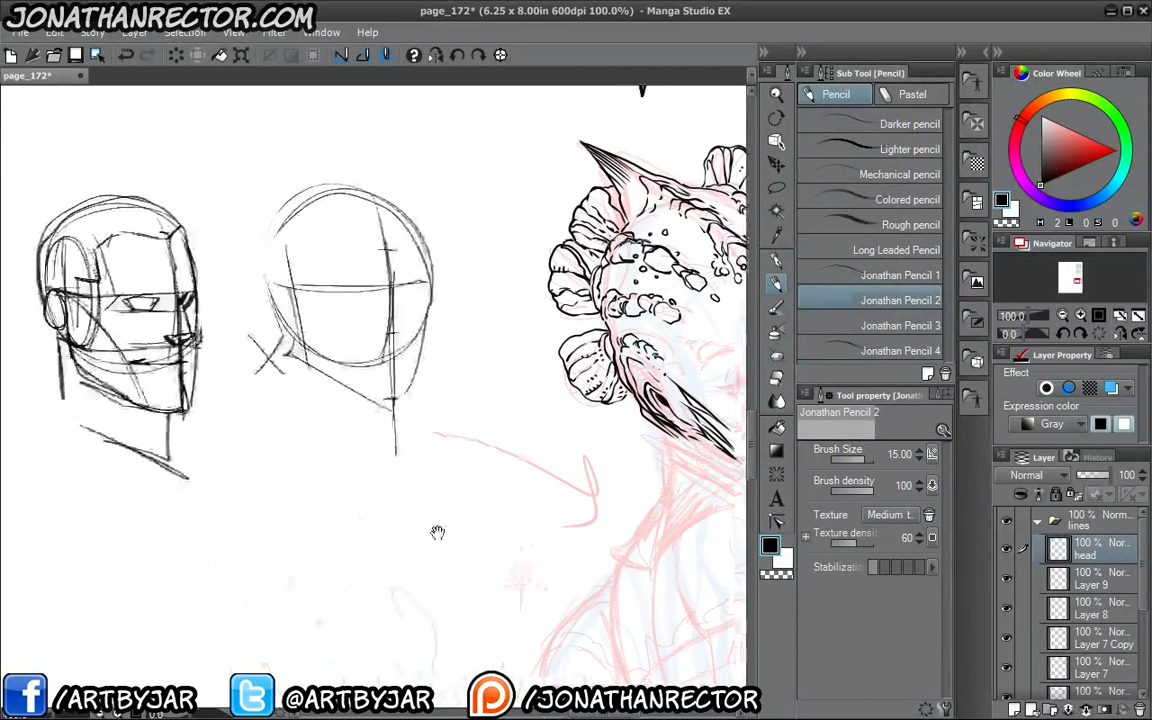 JONATHANRECTOR.COM
page_172* (6.25 x 8.00in 600dpi 100.0%) - Manga Studio EX
File Edit Story Layer Selection View Filter Window Help
page_172*
Sub Tool [Pencil]
Pencil
Pastel
Darker pencil
Lighter pencil
Mechanical pencil
Colored pencil
Rough pencil
Long Leaded Pencil
Jonathan Pencil 1
Jonathan Pencil 2
Jonathan Pencil 3
Jonathan Pencil 4
Tool property [Jonath
Jonathan Pencil 2
Brush Size 15.00
Brush density 100
Texture Medium t..
Texture densit 60
Stabilizatio
A
Color Wheel
H 2 L 0 S 0
Navigator
100.0
0.0
Layer Property
Effect
Expression color
Gray
Layer
History
Normal 100
100 % Norm
lines
100 % Nor...
head
100 % Nor...
Layer 9
100 % Nor...
Layer 8
100 % Nor...
Layer 7 Copy
100 % Nor...
Layer 7
100 % Nor...
/ARTBYJAR
@ARTBYJAR
/JONATHANRECTOR